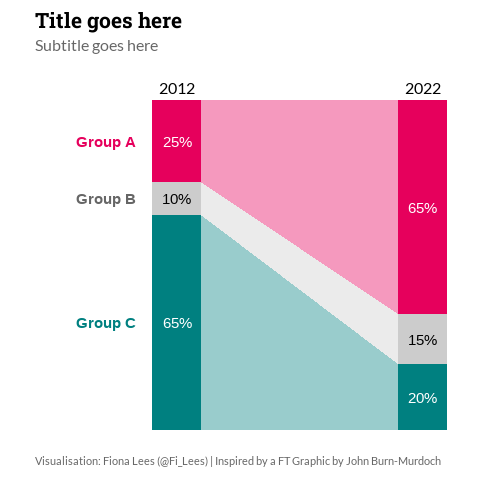 Title goes here
Subtitle goes here
2012 2022
Group A 25%
Group B 10%
65%
Group C 65%
15%
20%
Visualisation: Fiona Lees (@Fi_Lees) | Inspired by a FT Graphic by John Burn-Murdoch